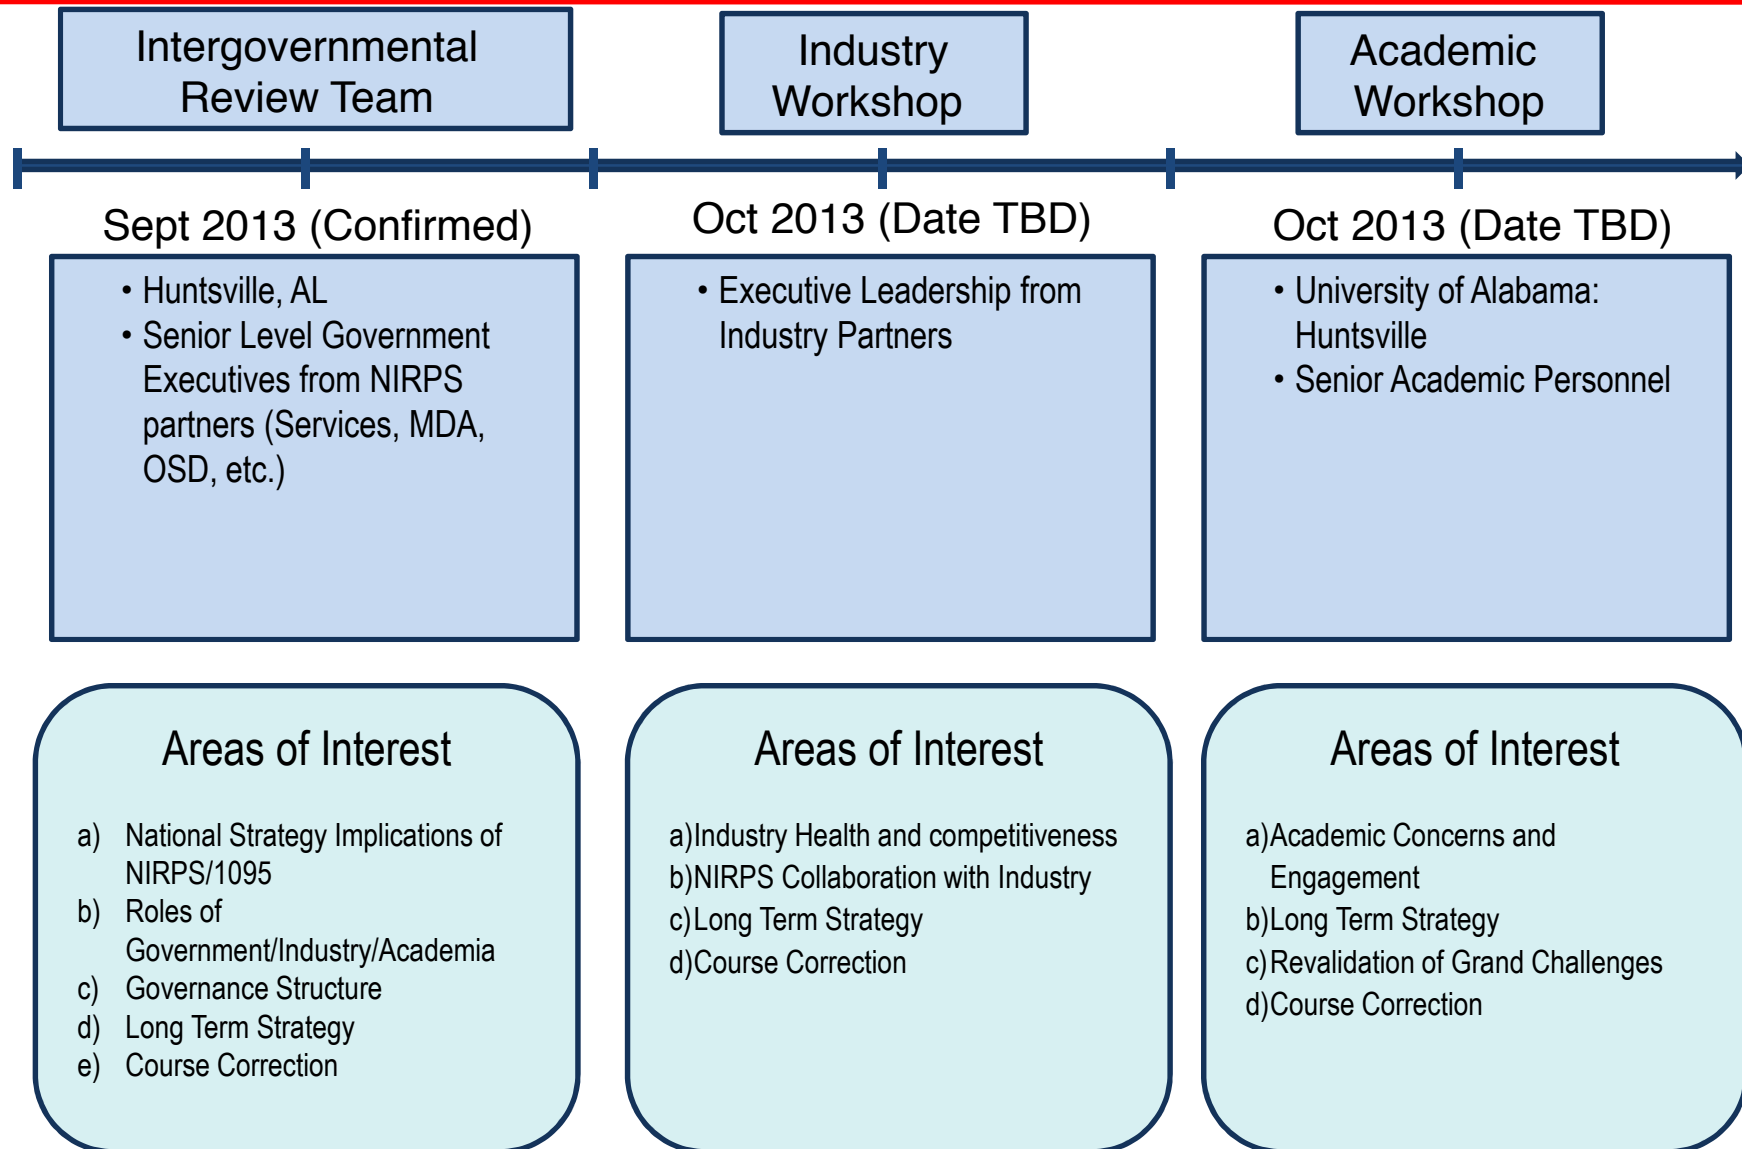 Intergovernmental
Review Team
Industry
Workshop
Academic
Workshop
Sept 2013 (Confirmed)
Oct 2013 (Date TBD)
Oct 2013 (Date TBD)
• Huntsville, AL
• Senior Level Government
Executives from NIRPS
partners (Services, MDA,
OSD, etc.)
• Executive Leadership from
Industry Partners
• University of Alabama:
Huntsville
• Senior Academic Personnel
Areas of Interest
a) National Strategy Implications of
NIRPS/1095
b) Roles of
Government/Industry/Academia
c) Governance Structure
d) Long Term Strategy
e) Course Correction
Areas of Interest
a)Industry Health and competitiveness
b)NIRPS Collaboration with Industry
c)Long Term Strategy
d)Course Correction
Areas of Interest
a)Academic Concerns and
Engagement
b)Long Term Strategy
c)Revalidation of Grand Challenges
d)Course Correction